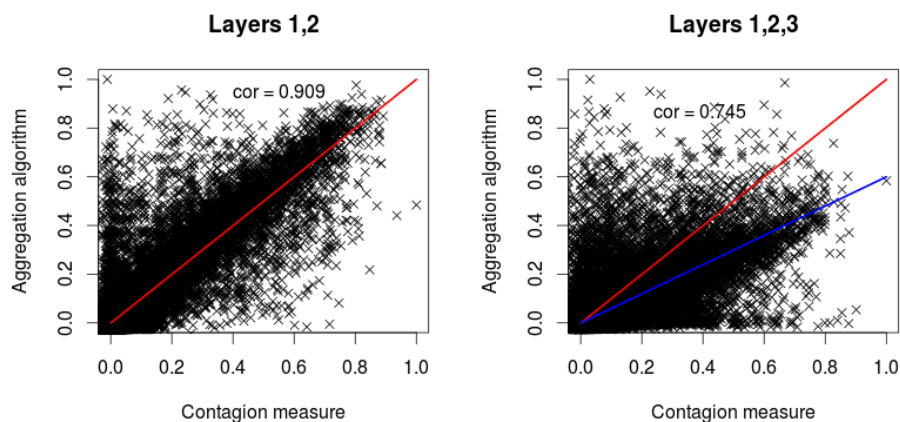 Layers 1,2
cor = 0.909
Aggregation algorithm
0.0 0.2 0.4 0.6 0.8 1.0
0.0 0.2 0.4 0.6 0.8 1.0
Contagion measure
Layers 1,2,3
cor = 0.745
Aggregation algorithm
0.0 0.2 0.4 0.6 0.8 1.0
0.0 0.2 0.4 0.6 0.8 1.0
Contagion measure